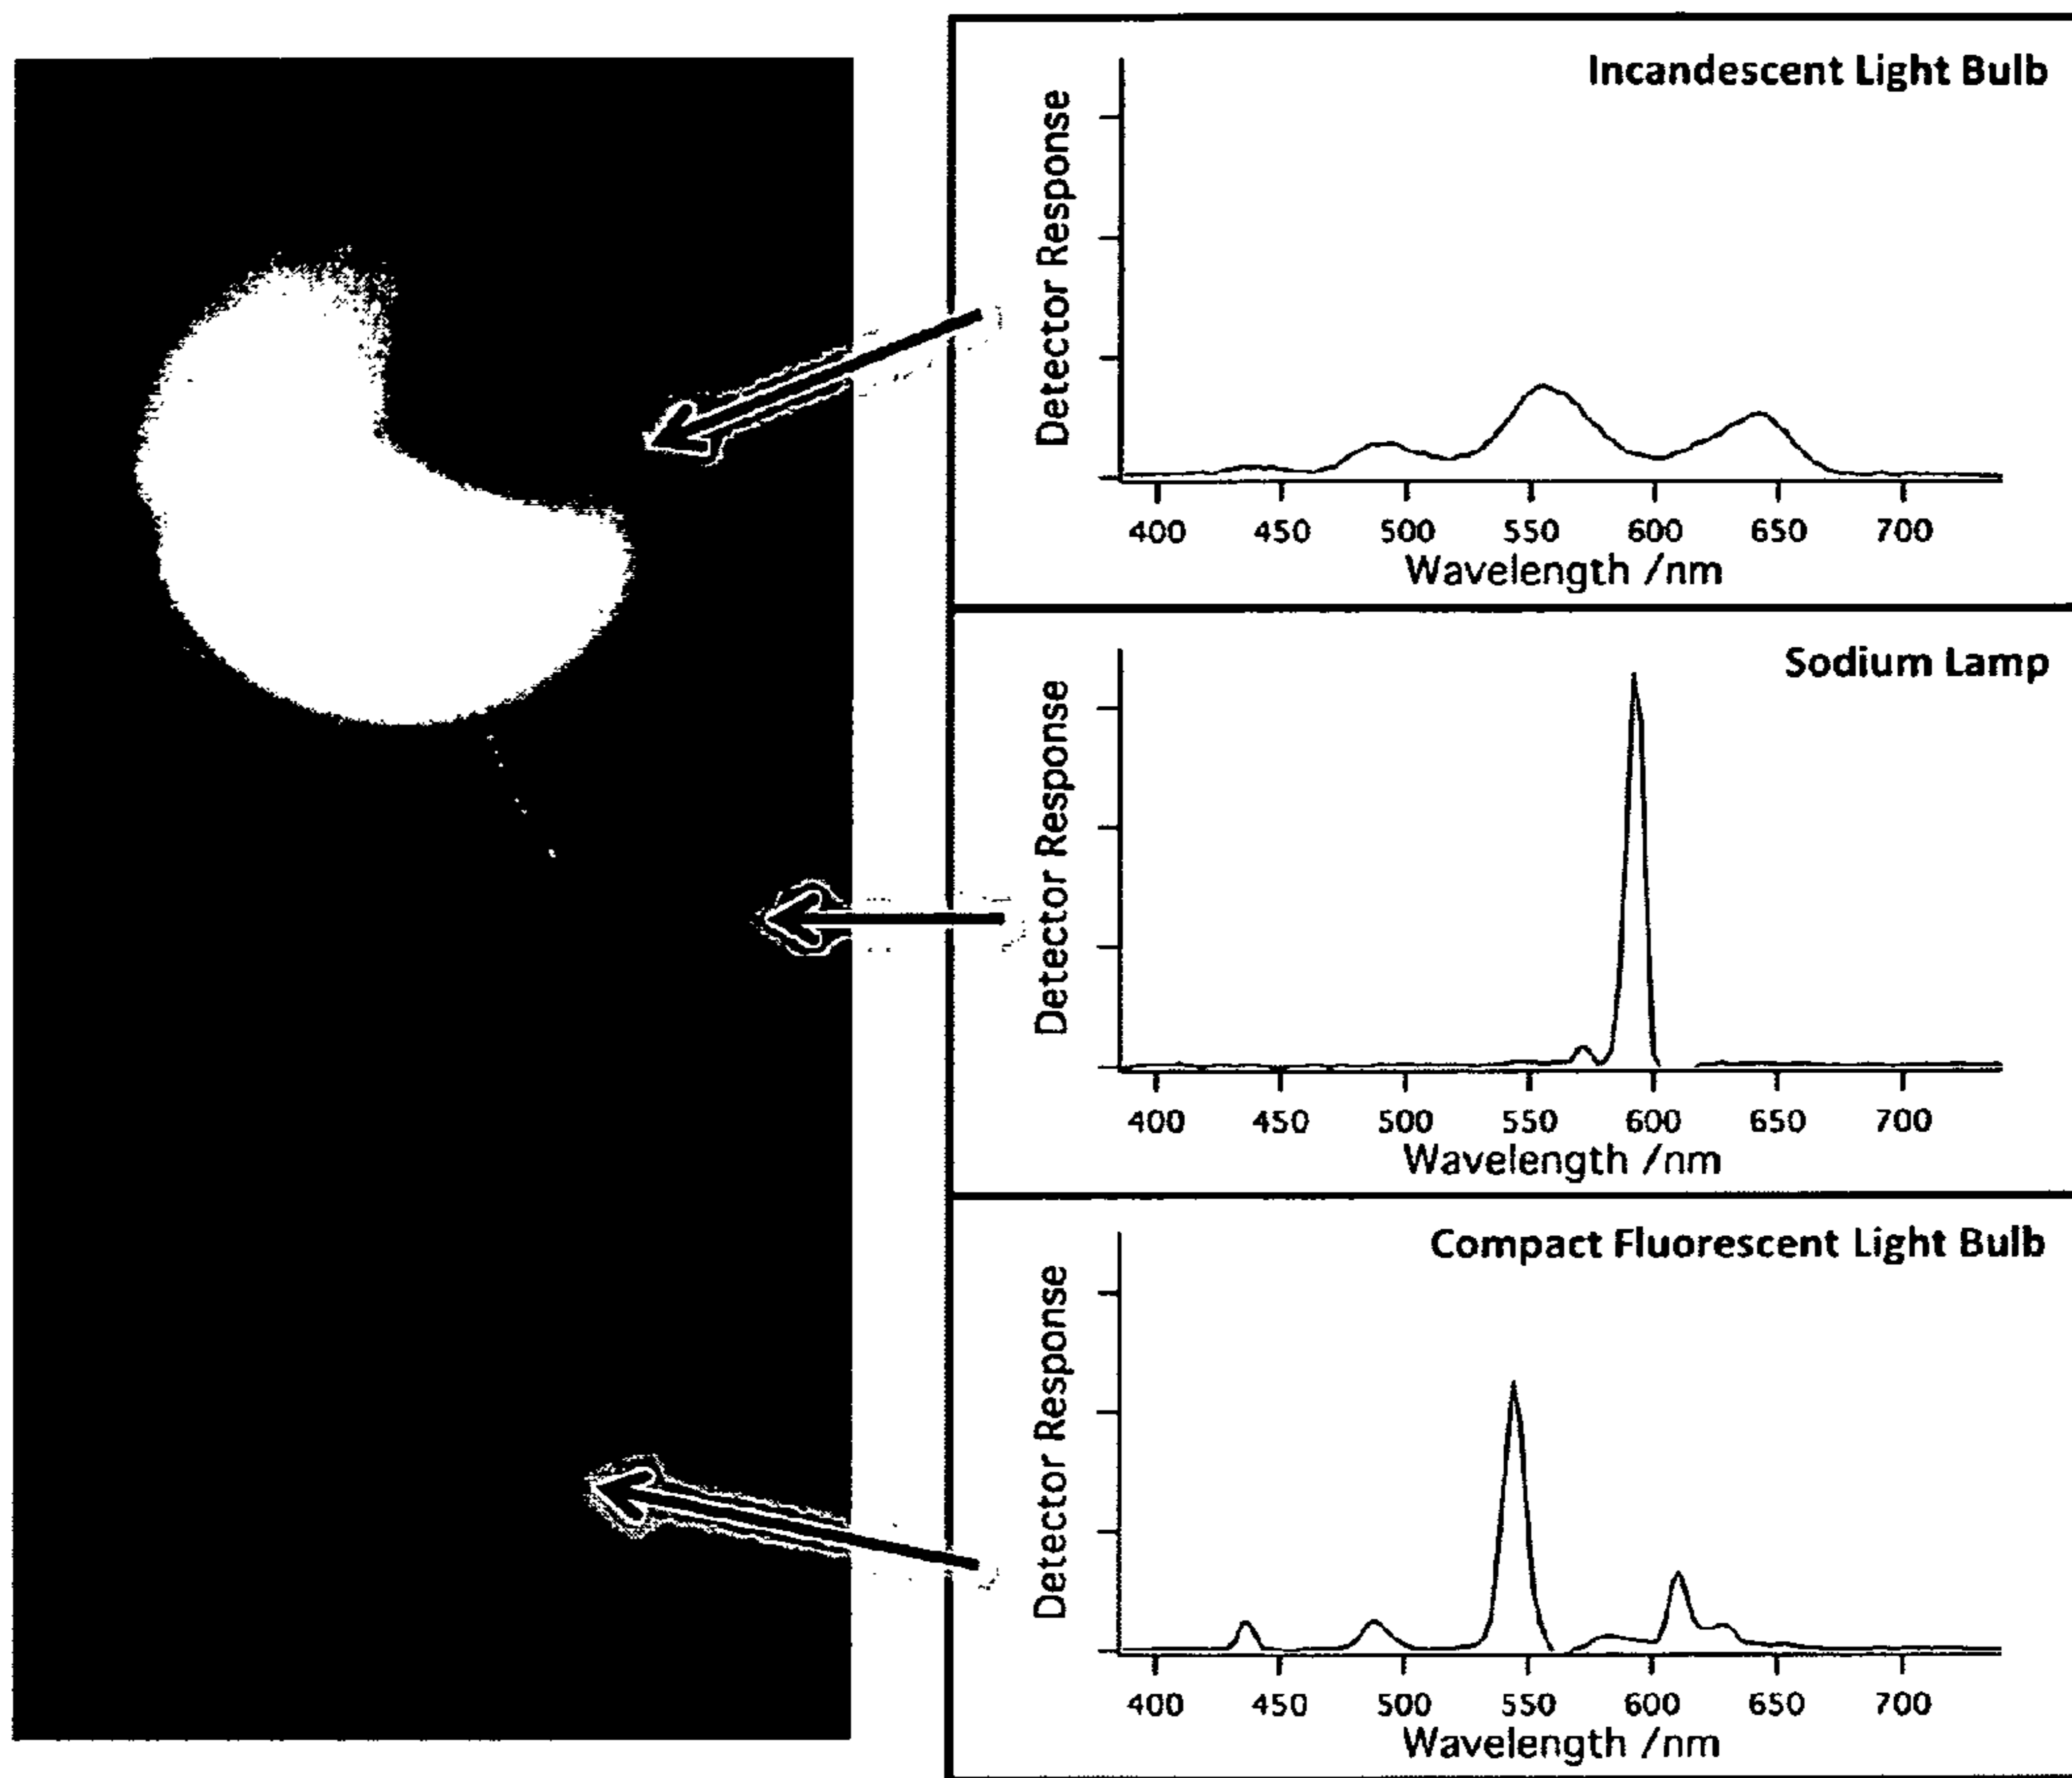 Incandescent Light Bulb
Detector Response
400 450 500 550 600 650 700
Wavelength /nm
Sodium Lamp
Detector Response
400 450 500 550 600 650 700
Wavelength /nm
Compact Fluorescent Light Bulb
Detector Response
400 450 500 550 600 650 700
Wavelength /nm